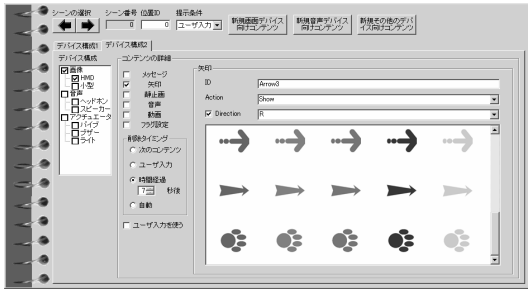 シーンの選択 シーン番号 位置ID 提示条件
0 0 ユーザ入力
新規画面デバイス
向けコンテンツ
新規音声デバイス
向けコンテンツ
新規その他のデバ
イス向けコンテンツ
デバイス構成1 デバイス構成2
デバイス構成
画像
HMD
小型
音声
ヘッドホン
スピーカー
アクチュエータ
バイブ
ブザー
ライト
コンテンツの詳細
メッセージ
矢印
静止画
音声
動画
フラグ設定
削除タイミング
次のコンテンツ
ユーザ入力
時間経過
7 秒後
自動
ユーザ入力を使う
矢印
ID Arrow3
Action Show
Direction R